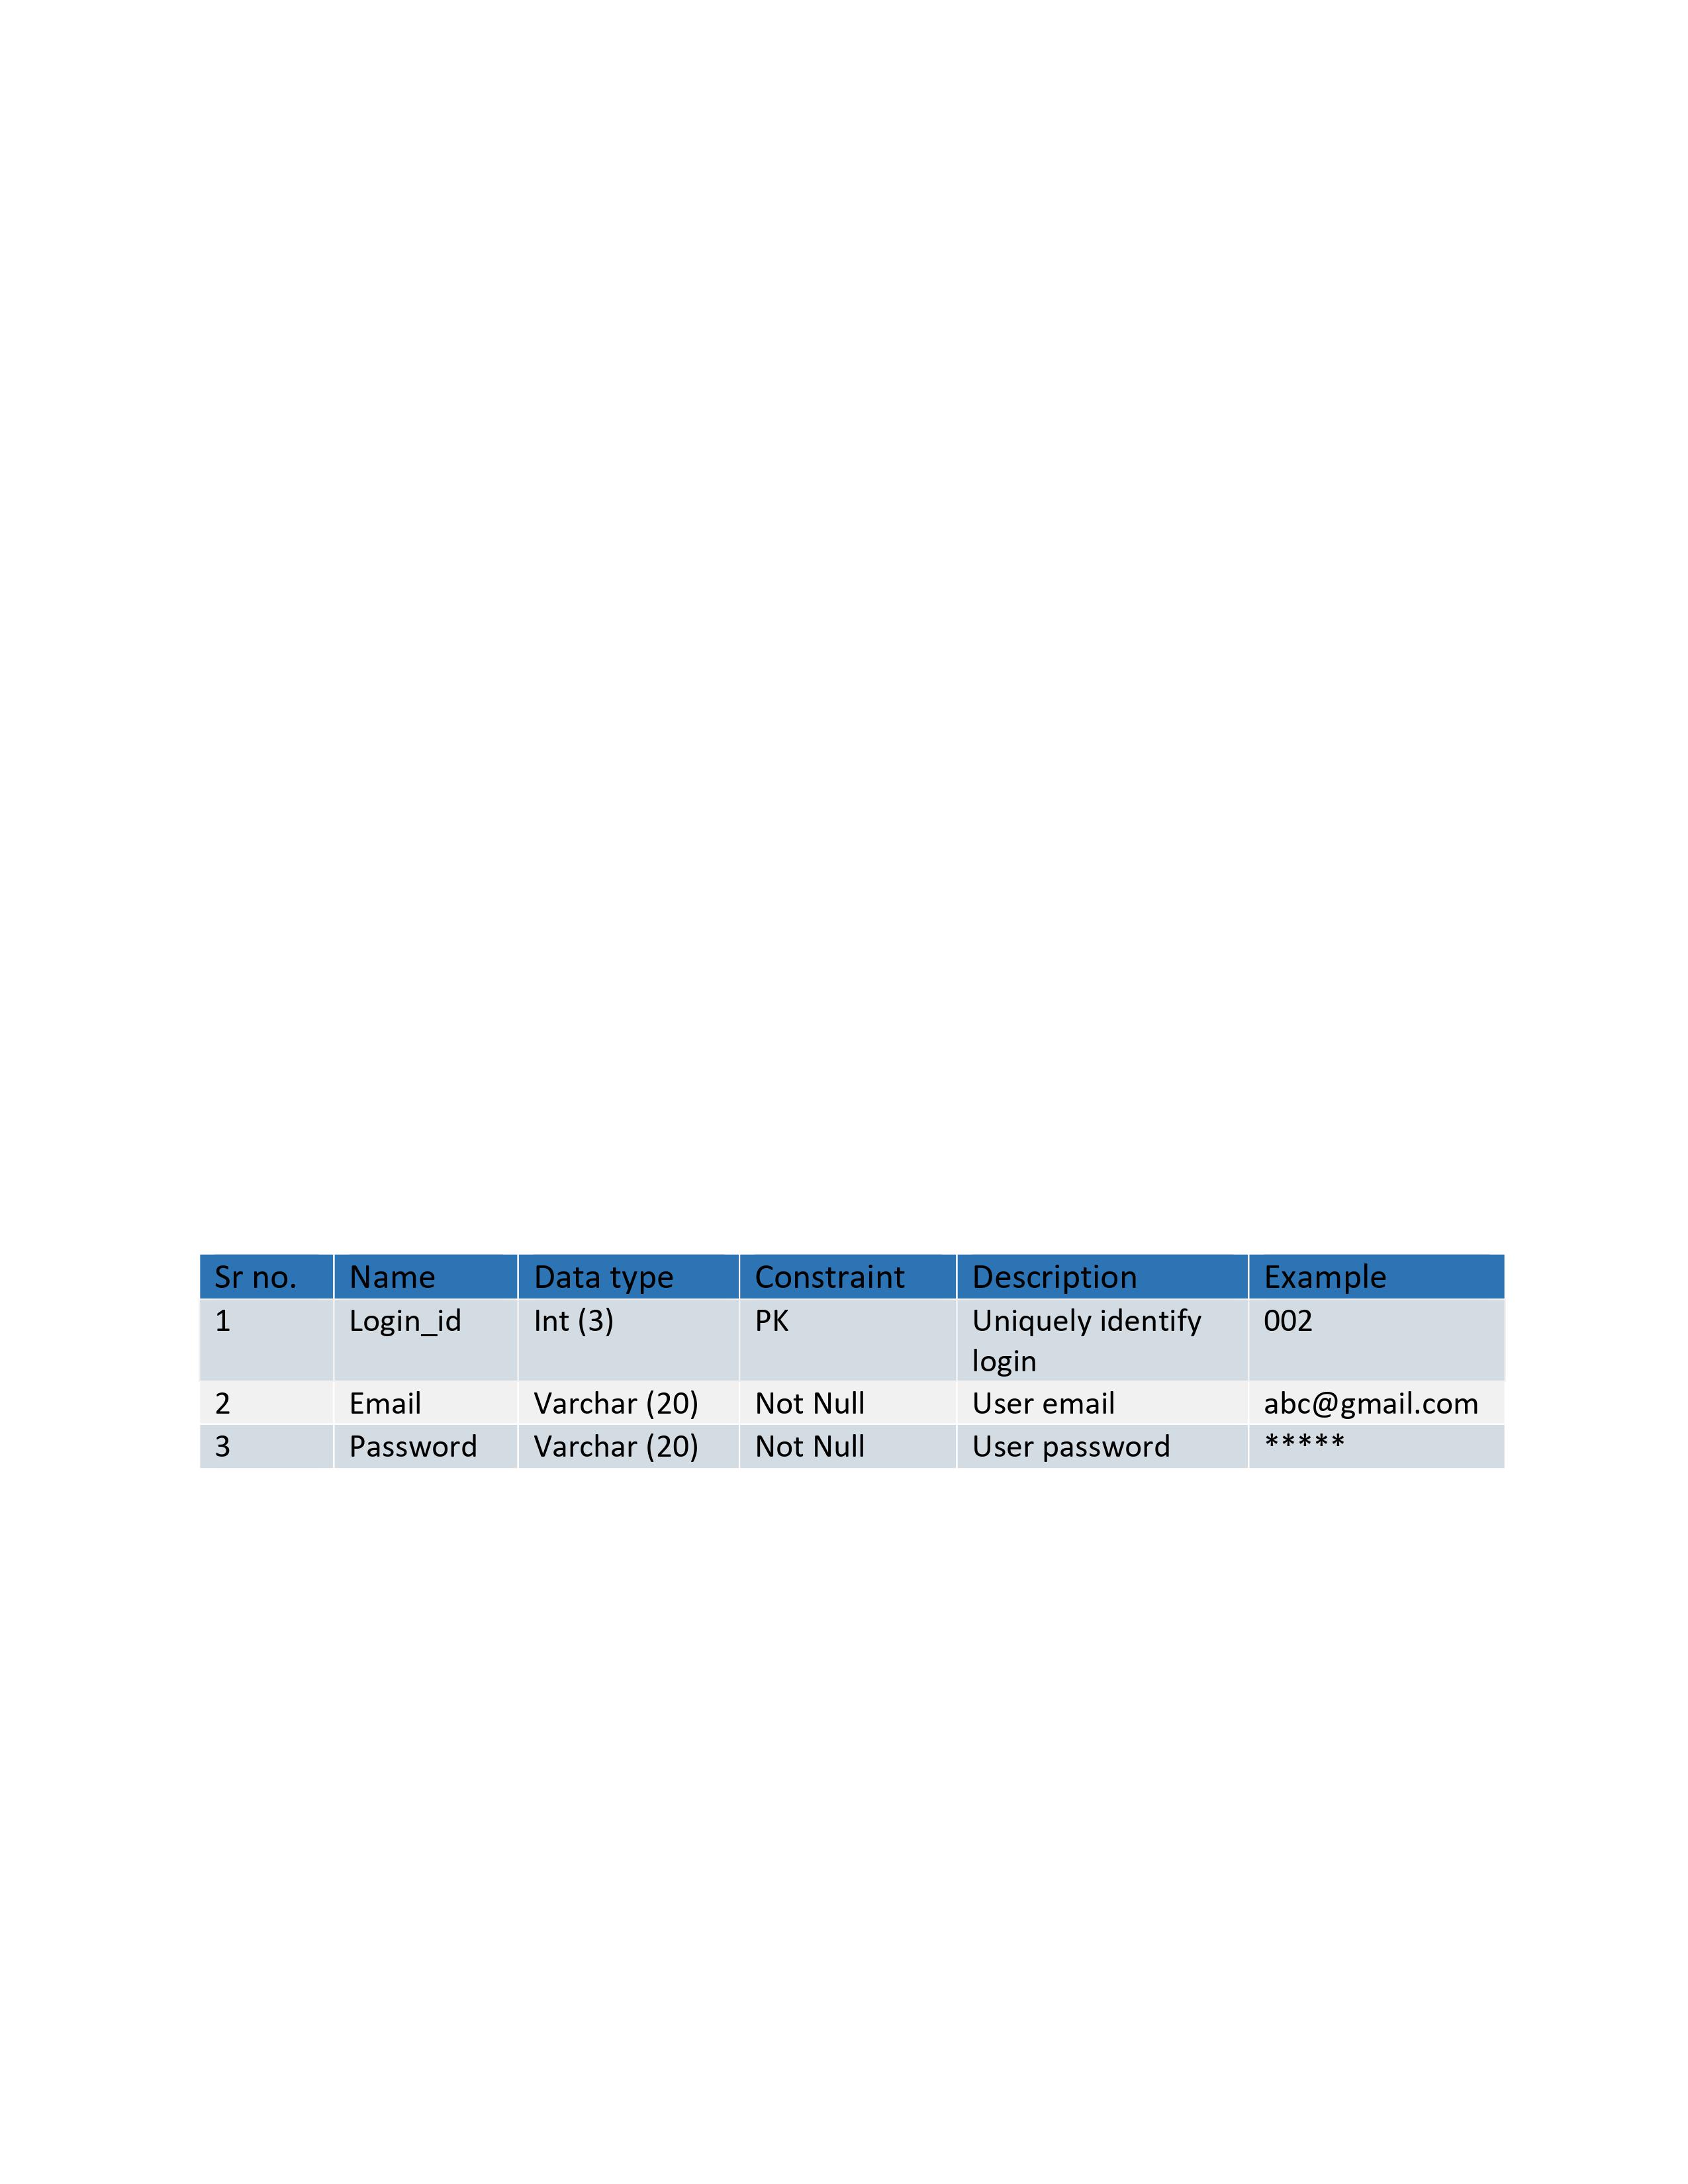 Sr no. Name Data type Constraint Description Example
1 Login_id Int (3) PK Uniquely identify 002
login
2 Email Varchar (20) Not Null User email abc@gmail.com
3 Password Varchar (20) Not Null User password *****